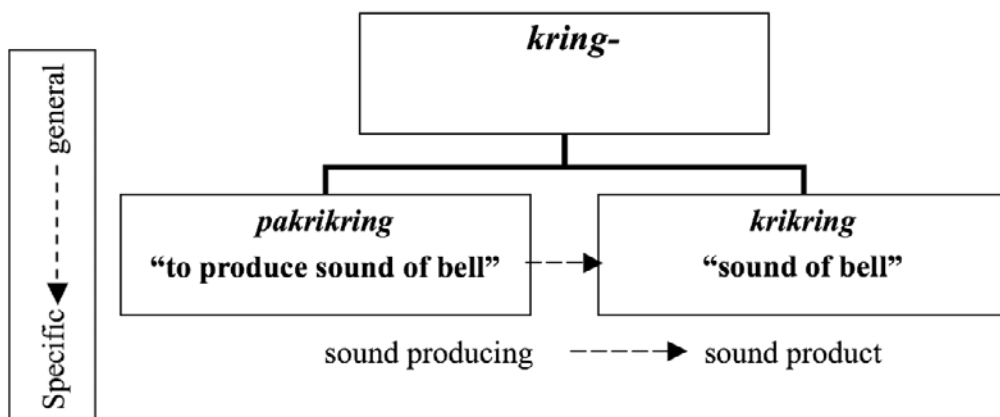 kring-
general
Specific
pakrikring
“to produce sound of bell”
krikring
“sound of bell”
sound producing
sound product